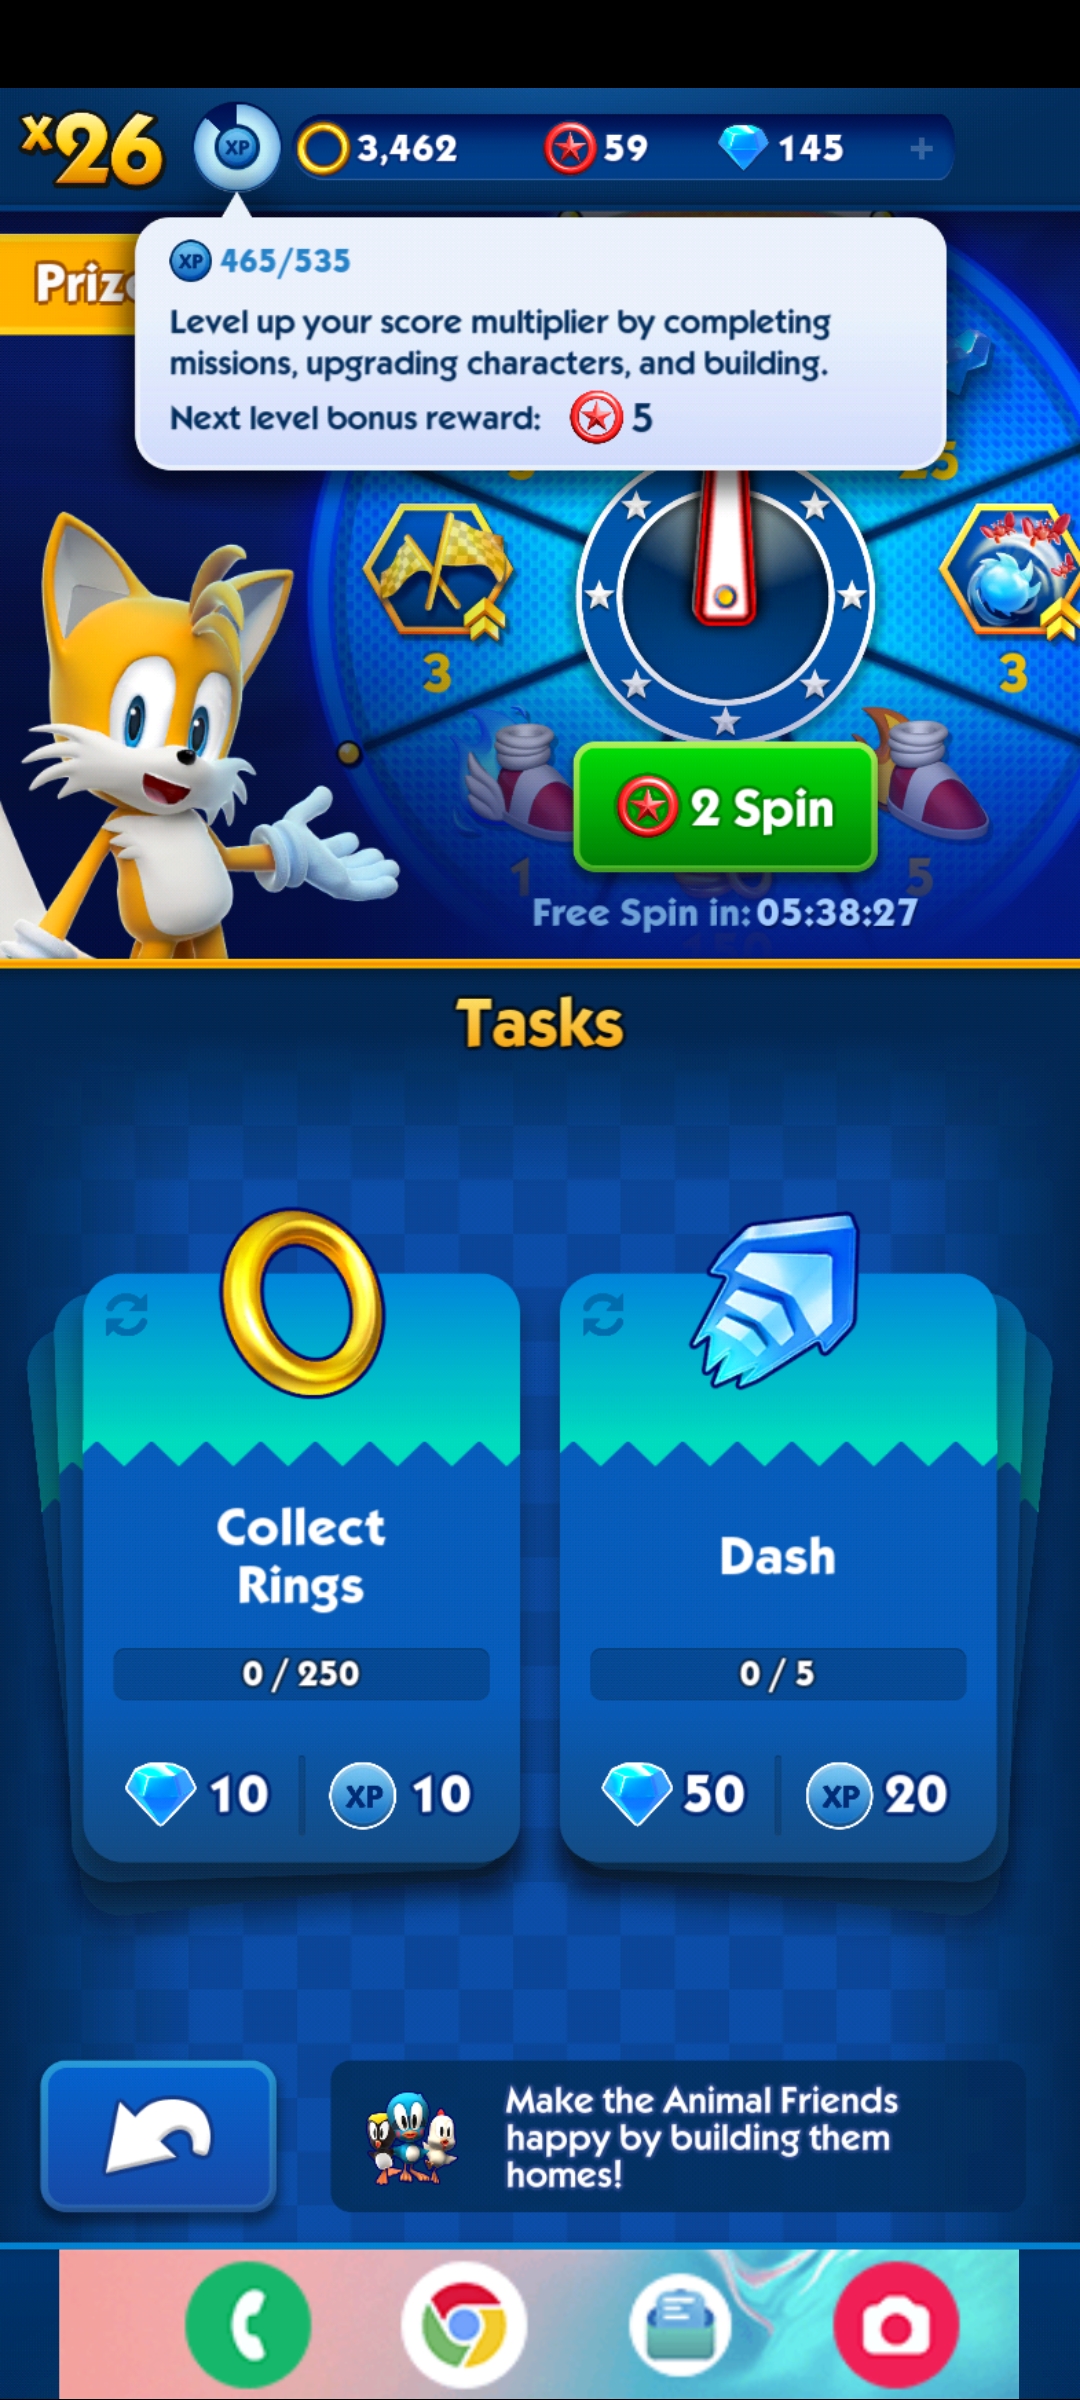 x26
XP
3,462
59
145
+
XP 465/535
Level up your score multiplier by completing
missions, upgrading characters, and building.
Next level bonus reward: 5
25
3
3
2 Spin
1
5
Free Spin in: 05:38:27
Tasks
Collect
Rings
0 / 250
10
XP 10
Dash
0 / 5
50
XP 20
Make the Animal Friends
happy by building them
homes!